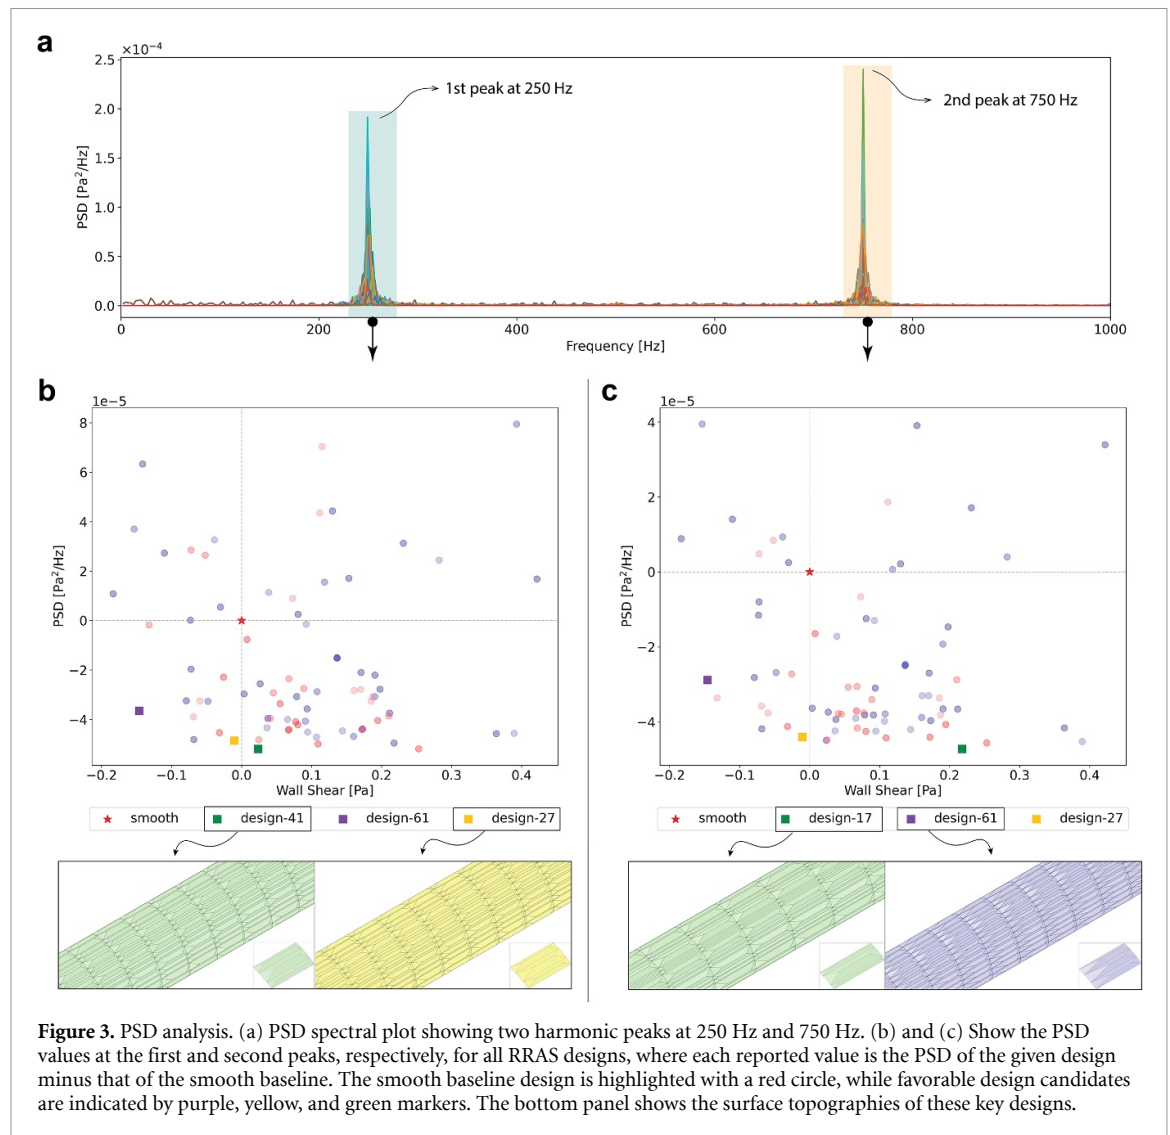 a
×10⁻⁴
2.5
2.0
1.5
1.0
0.5
0.0
PSD [Pa²/Hz]
1st peak at 250 Hz
2nd peak at 750 Hz
0 200 400 600 800 1000
Frequency [Hz]
b
1e−5
8
6
4
2
0
−2
−4
PSD [Pa²/Hz]
−0.2 −0.1 0.0 0.1 0.2 0.3 0.4
Wall Shear [Pa]
smooth design-41 design-61 design-27
c
1e−5
4
2
0
−2
−4
PSD [Pa²/Hz]
−0.2 −0.1 0.0 0.1 0.2 0.3 0.4
Wall Shear [Pa]
smooth design-17 design-61 design-27
Figure 3. PSD analysis. (a) PSD spectral plot showing two harmonic peaks at 250 Hz and 750 Hz. (b) and (c) Show the PSD
values at the first and second peaks, respectively, for all RRAS designs, where each reported value is the PSD of the given design
minus that of the smooth baseline. The smooth baseline design is highlighted with a red circle, while favorable design candidates
are indicated by purple, yellow, and green markers. The bottom panel shows the surface topographies of these key designs.